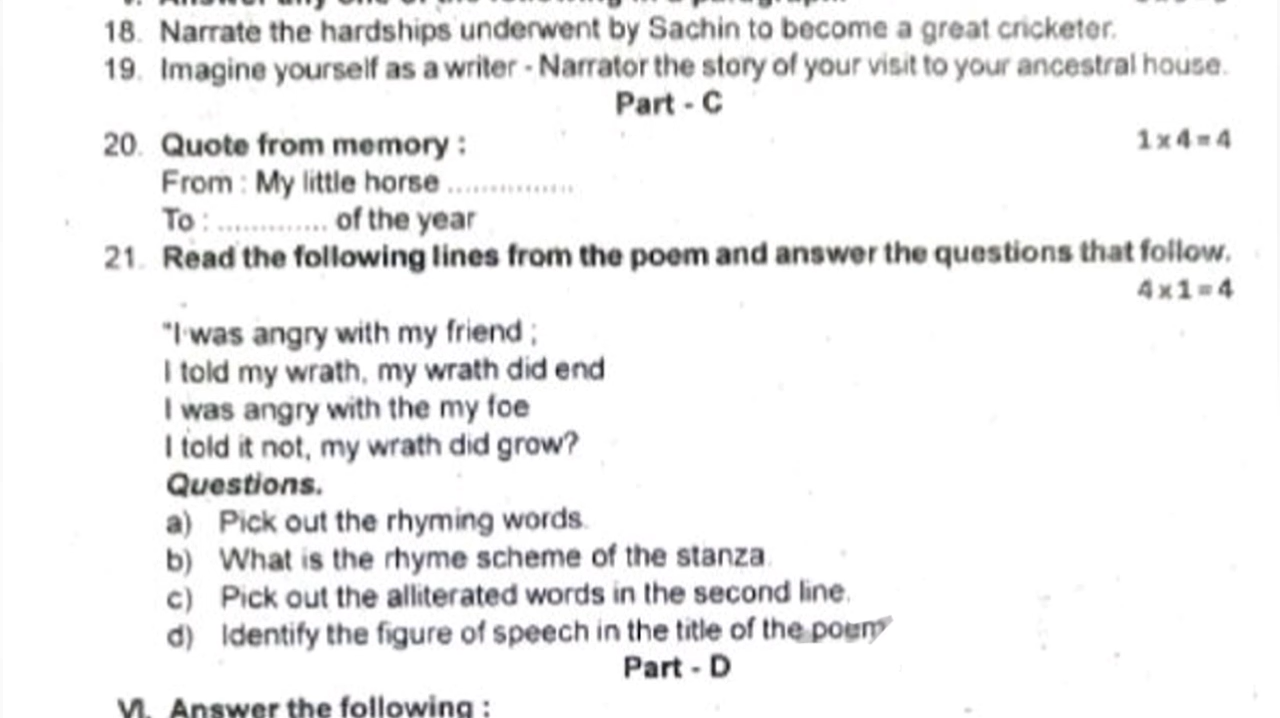 18. Narrate the hardships underwent by Sachin to become a great cricketer.
19. Imagine yourself as a writer - Narrator the story of your visit to your ancestral house.
Part - C
20. Quote from memory : 1 x 4 = 4
From : My little horse ...............
To : ............. of the year
21. Read the following lines from the poem and answer the questions that follow.
4 x 1 = 4
"I was angry with my friend ;
I told my wrath, my wrath did end
I was angry with the my foe
I told it not, my wrath did grow?
Questions.
a) Pick out the rhyming words.
b) What is the rhyme scheme of the stanza.
c) Pick out the alliterated words in the second line.
d) Identify the figure of speech in the title of the poem
Part - D
VI. Answer the following :